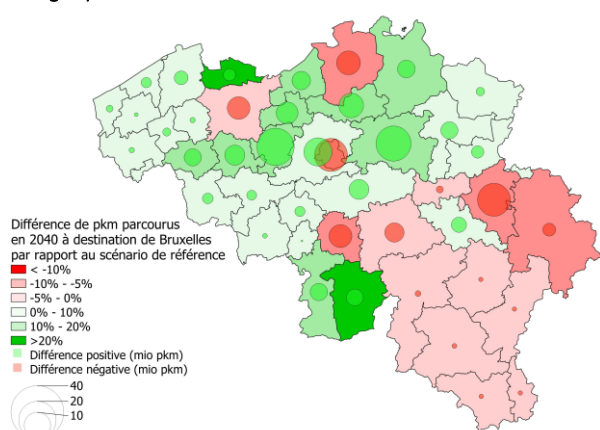 Différence de pkm parcourus
en 2040 à destination de Bruxelles
par rapport au scénario de référence
< -10%
-10% - -5%
-5% - 0%
0% - 10%
10% - 20%
>20%
Différence positive (mio pkm)
Différence négative (mio pkm)
40
20
10